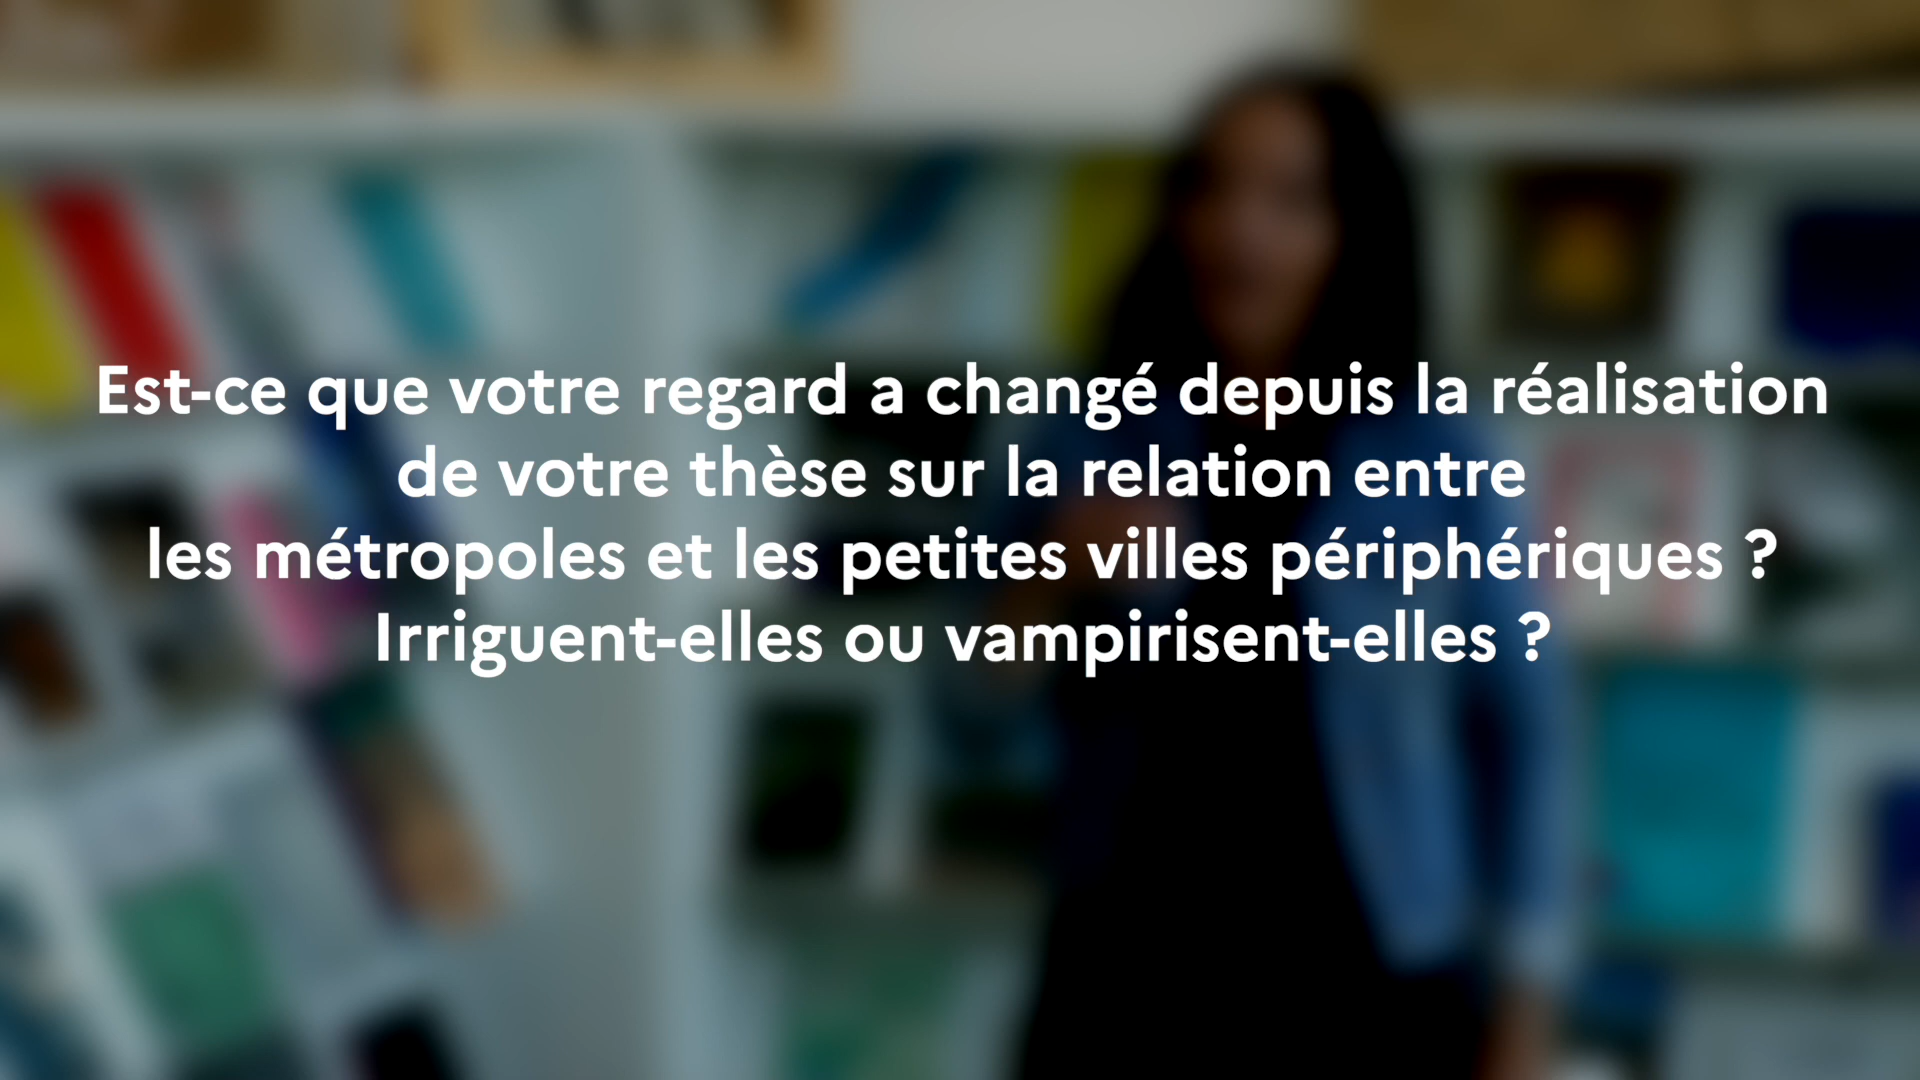 Est-ce que votre regard a changé depuis la réalisation
de votre thèse sur la relation entre
les métropoles et les petites villes périphériques ?
Irriguent-elles ou vampirisent-elles ?